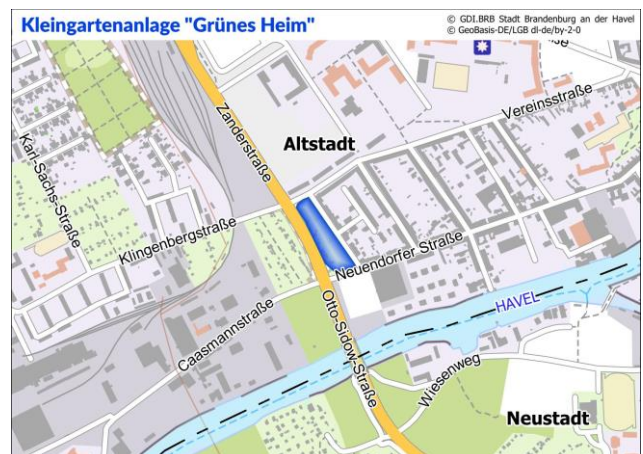 Kleingartenanlage "Grünes Heim"
© GDI.BRB Stadt Brandenburg an der Havel
© GeoBasis-DE/LGB dl-de/by-2-0
Vereinsstraße
Zanderstraße
Altstadt
Karl-Sachs-Straße
Klingenbergstraße
Neuendorfer Straße
Caasmannstraße
Otto-Sidow-Straße
HAVEL
Wiesenweg
Neustadt